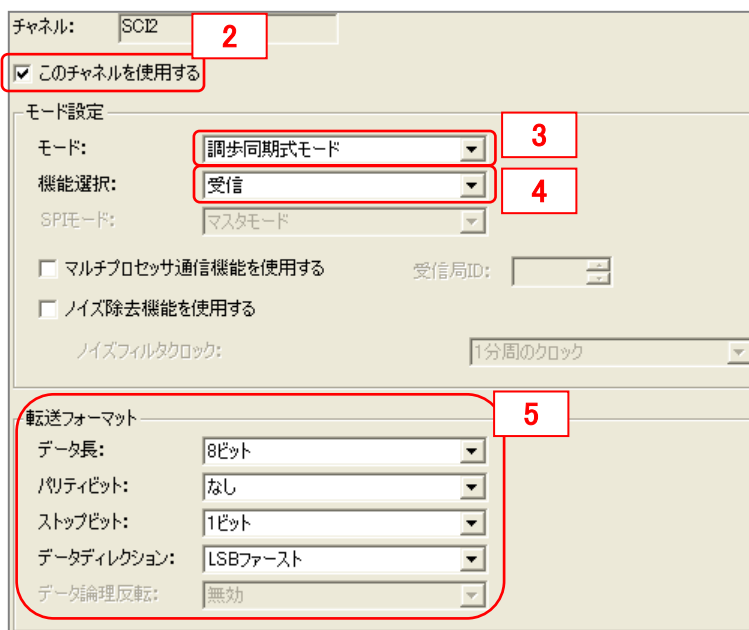 チャネル: SCI2
2
このチャネルを使用する
モード設定
モード: 調歩同期式モード
3
機能選択: 受信
4
SPIモード: マスタモード
マルチプロセッサ通信機能を使用する 受信局ID:
ノイズ除去機能を使用する
ノイズフィルタクロック: 1分周のクロック
転送フォーマット
5
データ長: 8ビット
パリティビット: なし
ストップビット: 1ビット
データディレクション: LSBファースト
データ論理反転: 無効